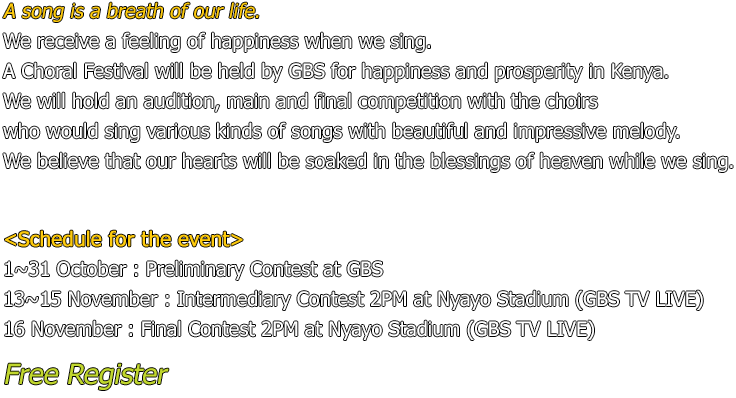 A song is a breath of our life.
We receive a feeling of happiness when we sing.
A Choral Festival will be held by GBS for happiness and prosperity in Kenya.
We will hold an audition, main and final competition with the choirs
who would sing various kinds of songs with beautiful and impressive melody.
We believe that our hearts will be soaked in the blessings of heaven while we sing.
<Schedule for the event>
1~31 October : Preliminary Contest at GBS
13~15 November : Intermediary Contest 2PM at Nyayo Stadium (GBS TV LIVE)
16 November : Final Contest 2PM at Nyayo Stadium (GBS TV LIVE)
Free Register